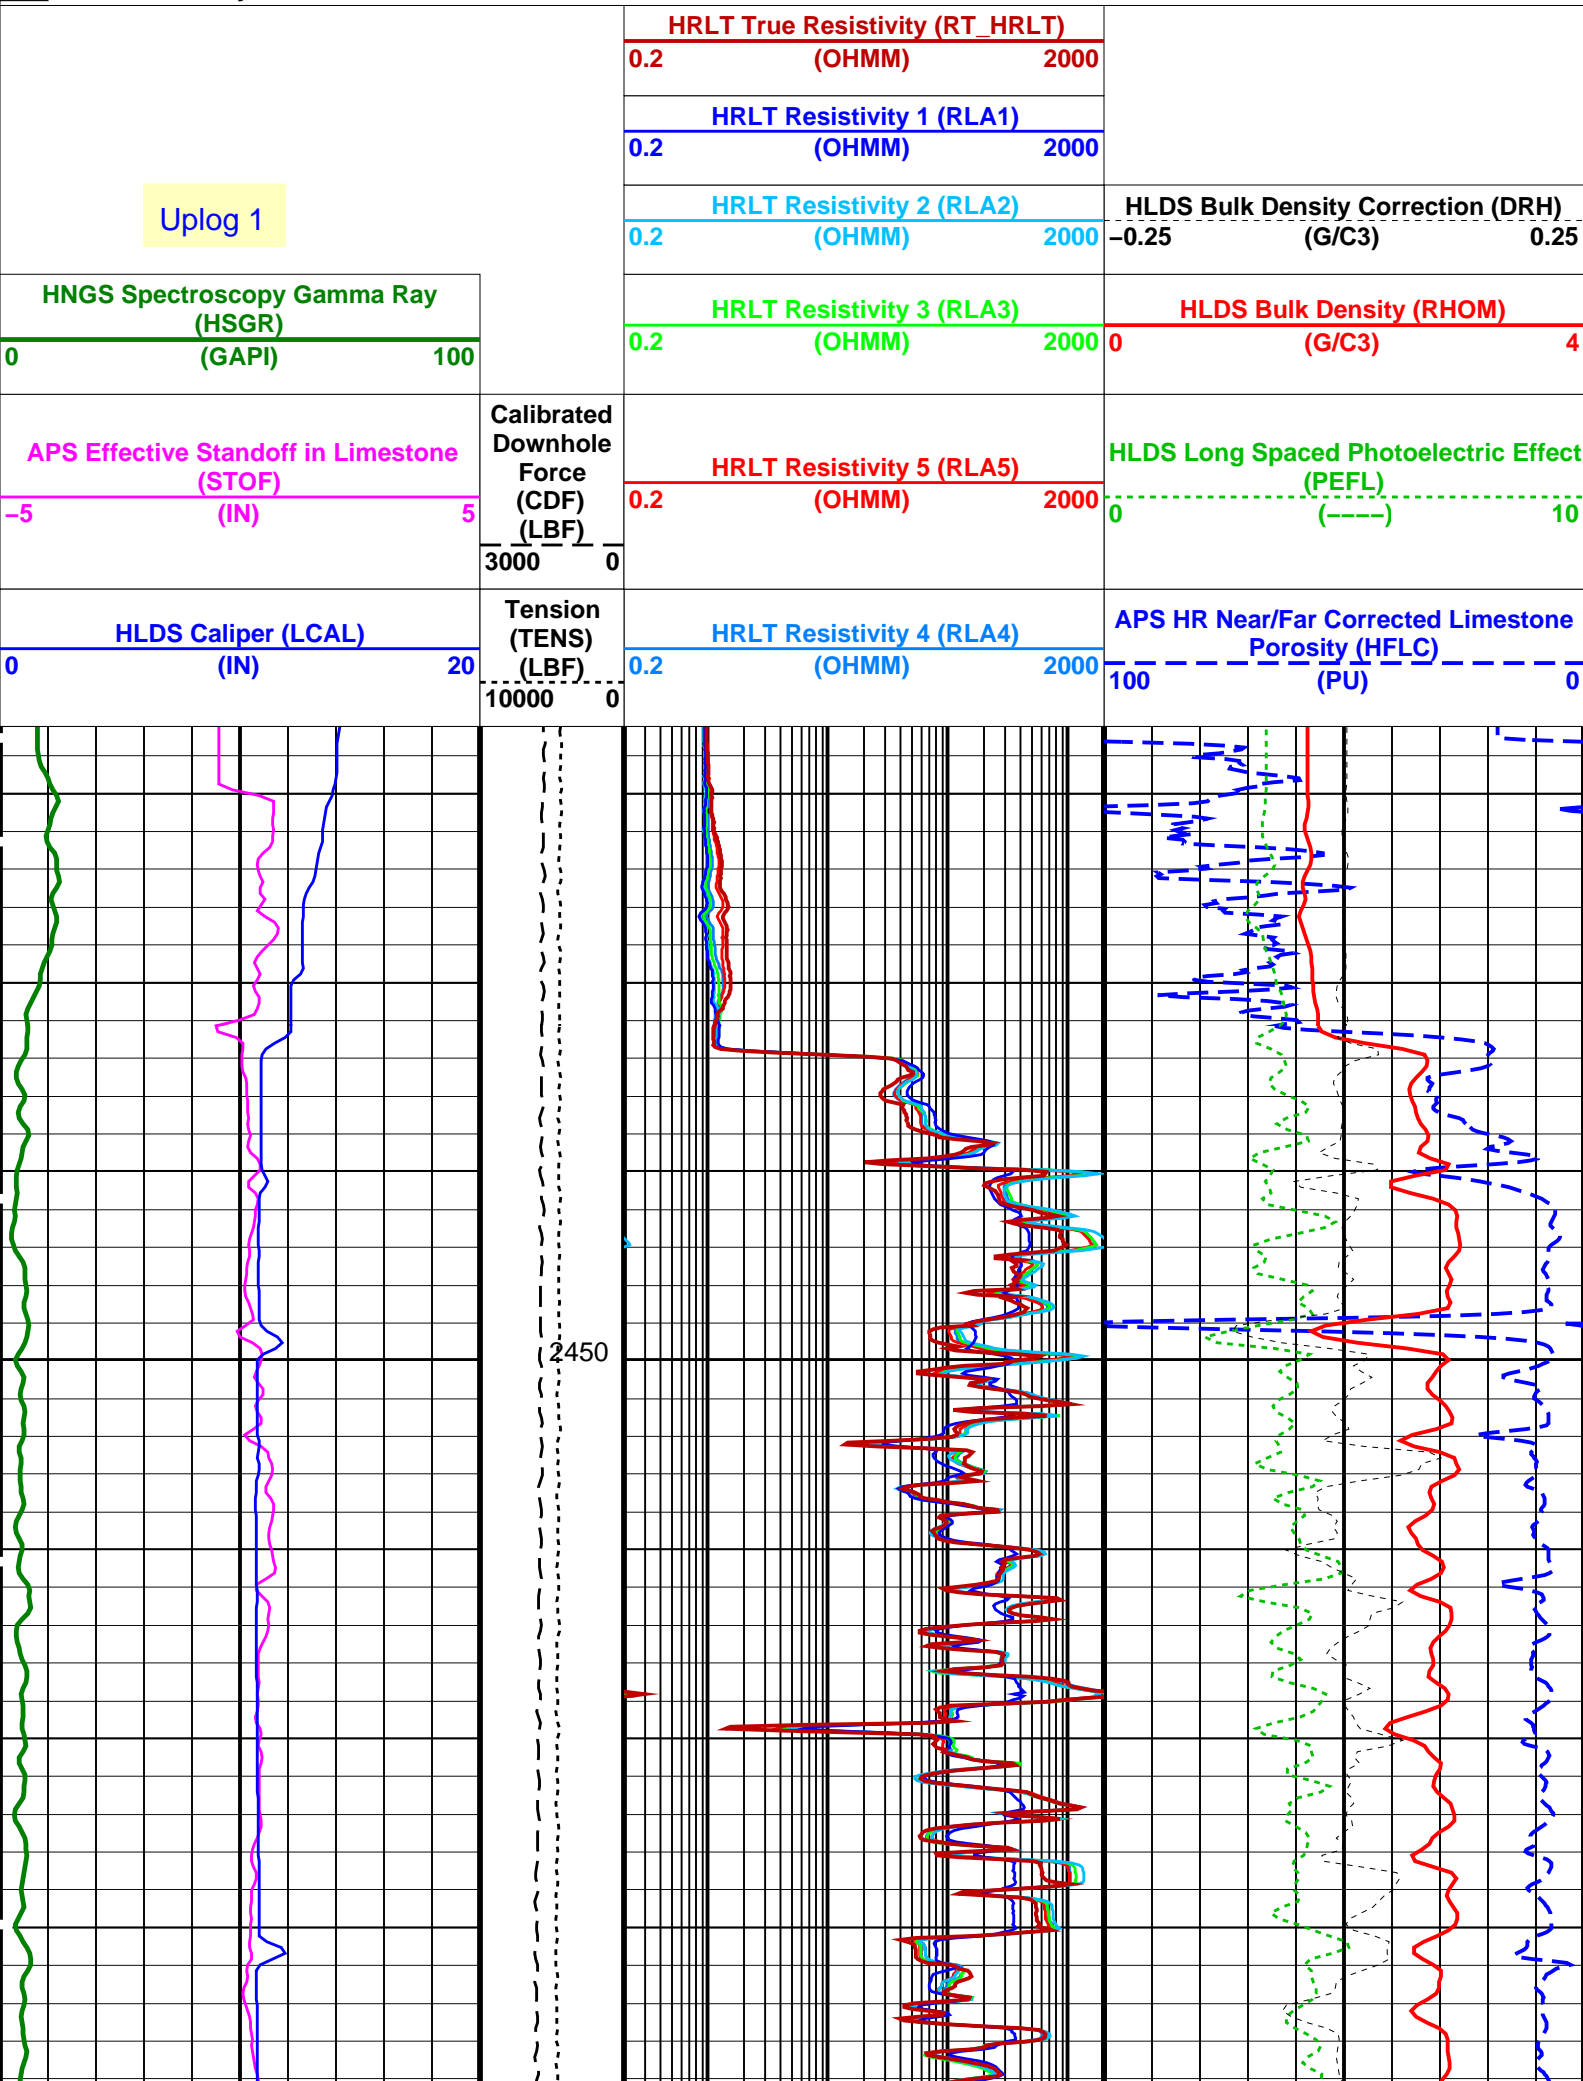 HRLT True Resistivity (RT_HRLT)
0.2 (OHMM) 2000
HRLT Resistivity 1 (RLA1)
0.2 (OHMM) 2000
Uplog 1
HRLT Resistivity 2 (RLA2)
0.2 (OHMM) 2000
HLDS Bulk Density Correction (DRH)
−0.25 (G/C3) 0.25
HNGS Spectroscopy Gamma Ray
(HSGR)
0 (GAPI) 100
HRLT Resistivity 3 (RLA3)
0.2 (OHMM) 2000
HLDS Bulk Density (RHOM)
0 (G/C3) 4
APS Effective Standoff in Limestone
(STOF)
−5 (IN) 5
Calibrated
Downhole
Force
(CDF)
(LBF)
3000 0
HRLT Resistivity 5 (RLA5)
0.2 (OHMM) 2000
HLDS Long Spaced Photoelectric Effect
(PEFL)
0 (−−−−) 10
HLDS Caliper (LCAL)
0 (IN) 20
Tension
(TENS)
(LBF)
10000 0
HRLT Resistivity 4 (RLA4)
0.2 (OHMM) 2000
APS HR Near/Far Corrected Limestone
Porosity (HFLC)
100 (PU) 0
2450